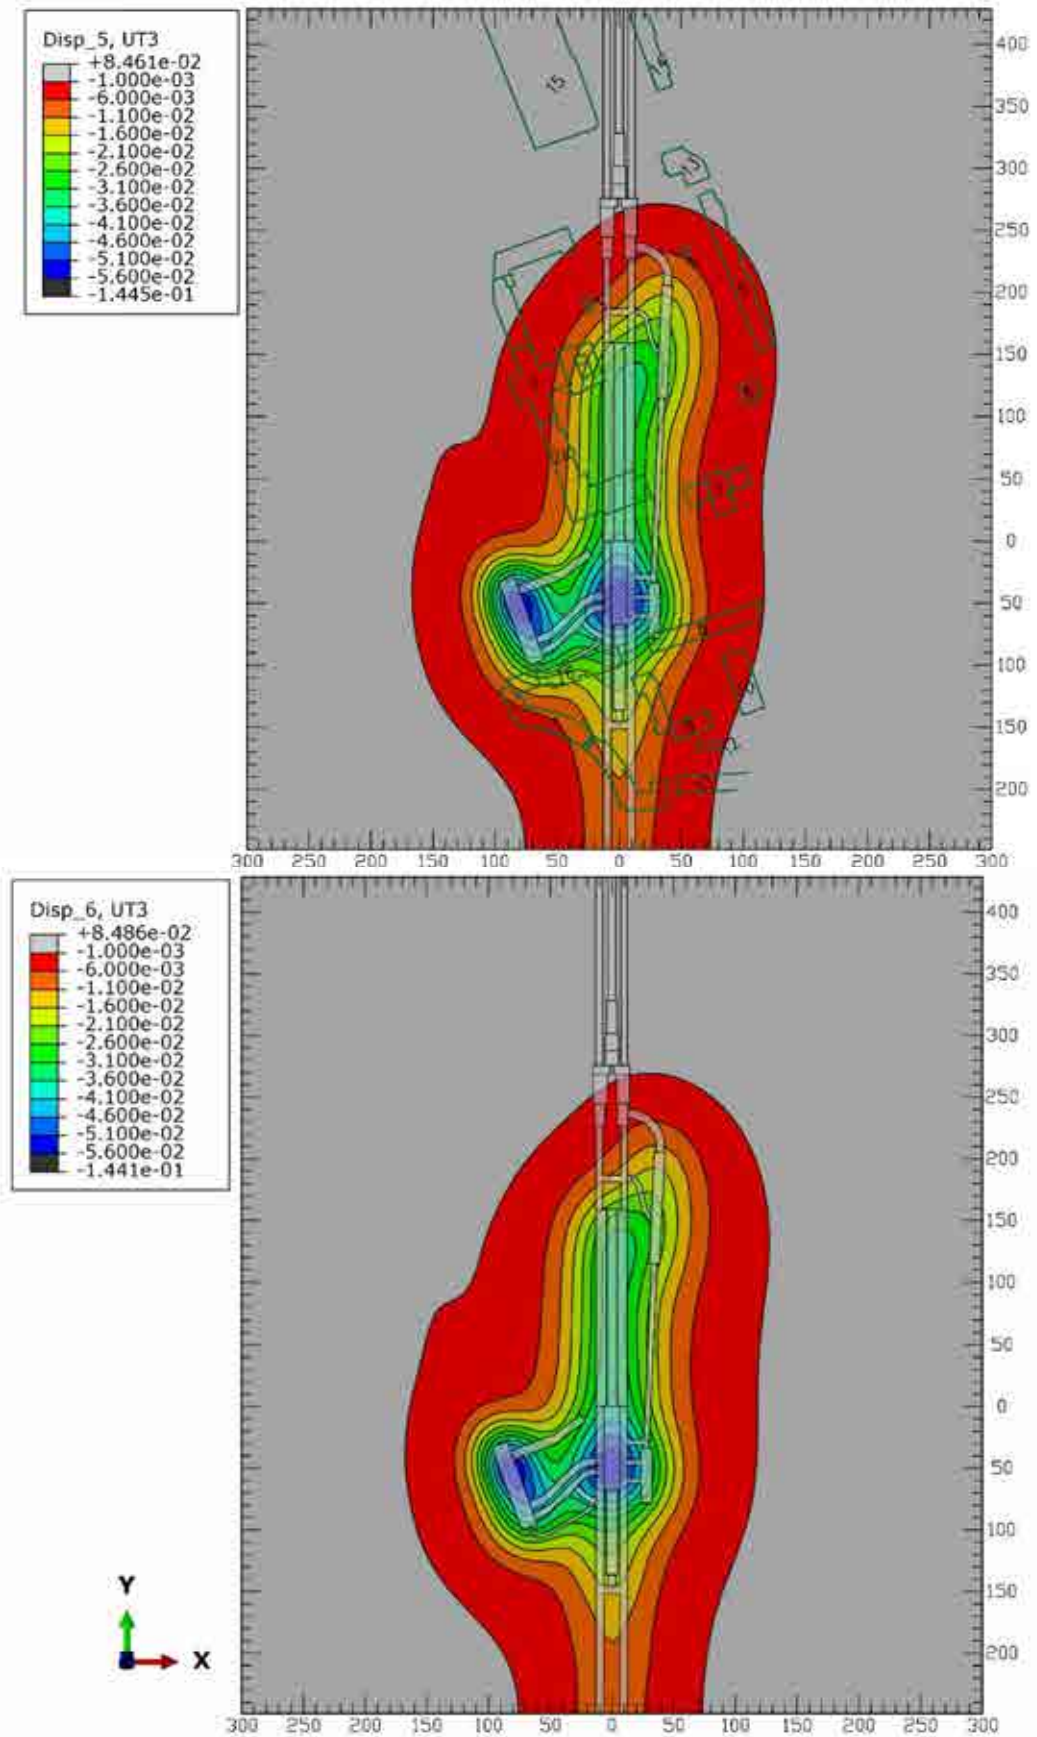 Disp_5, UT3
+8.461e-02
-1.000e-03
-6.000e-03
-1.100e-02
-1.600e-02
-2.100e-02
-2.600e-02
-3.100e-02
-3.600e-02
-4.100e-02
-4.600e-02
-5.100e-02
-5.600e-02
-1.445e-01
15
400
350
300
250
200
150
100
50
0
50
100
150
200
300 250 200 150 100 50 0 50 100 150 200 250 300
Disp_6, UT3
+8.486e-02
-1.000e-03
-6.000e-03
-1.100e-02
-1.600e-02
-2.100e-02
-2.600e-02
-3.100e-02
-3.600e-02
-4.100e-02
-4.600e-02
-5.100e-02
-5.600e-02
-1.441e-01
400
350
300
250
200
150
100
50
0
50
100
150
200
Y
X
300 250 200 150 100 50 0 50 100 150 200 250 300